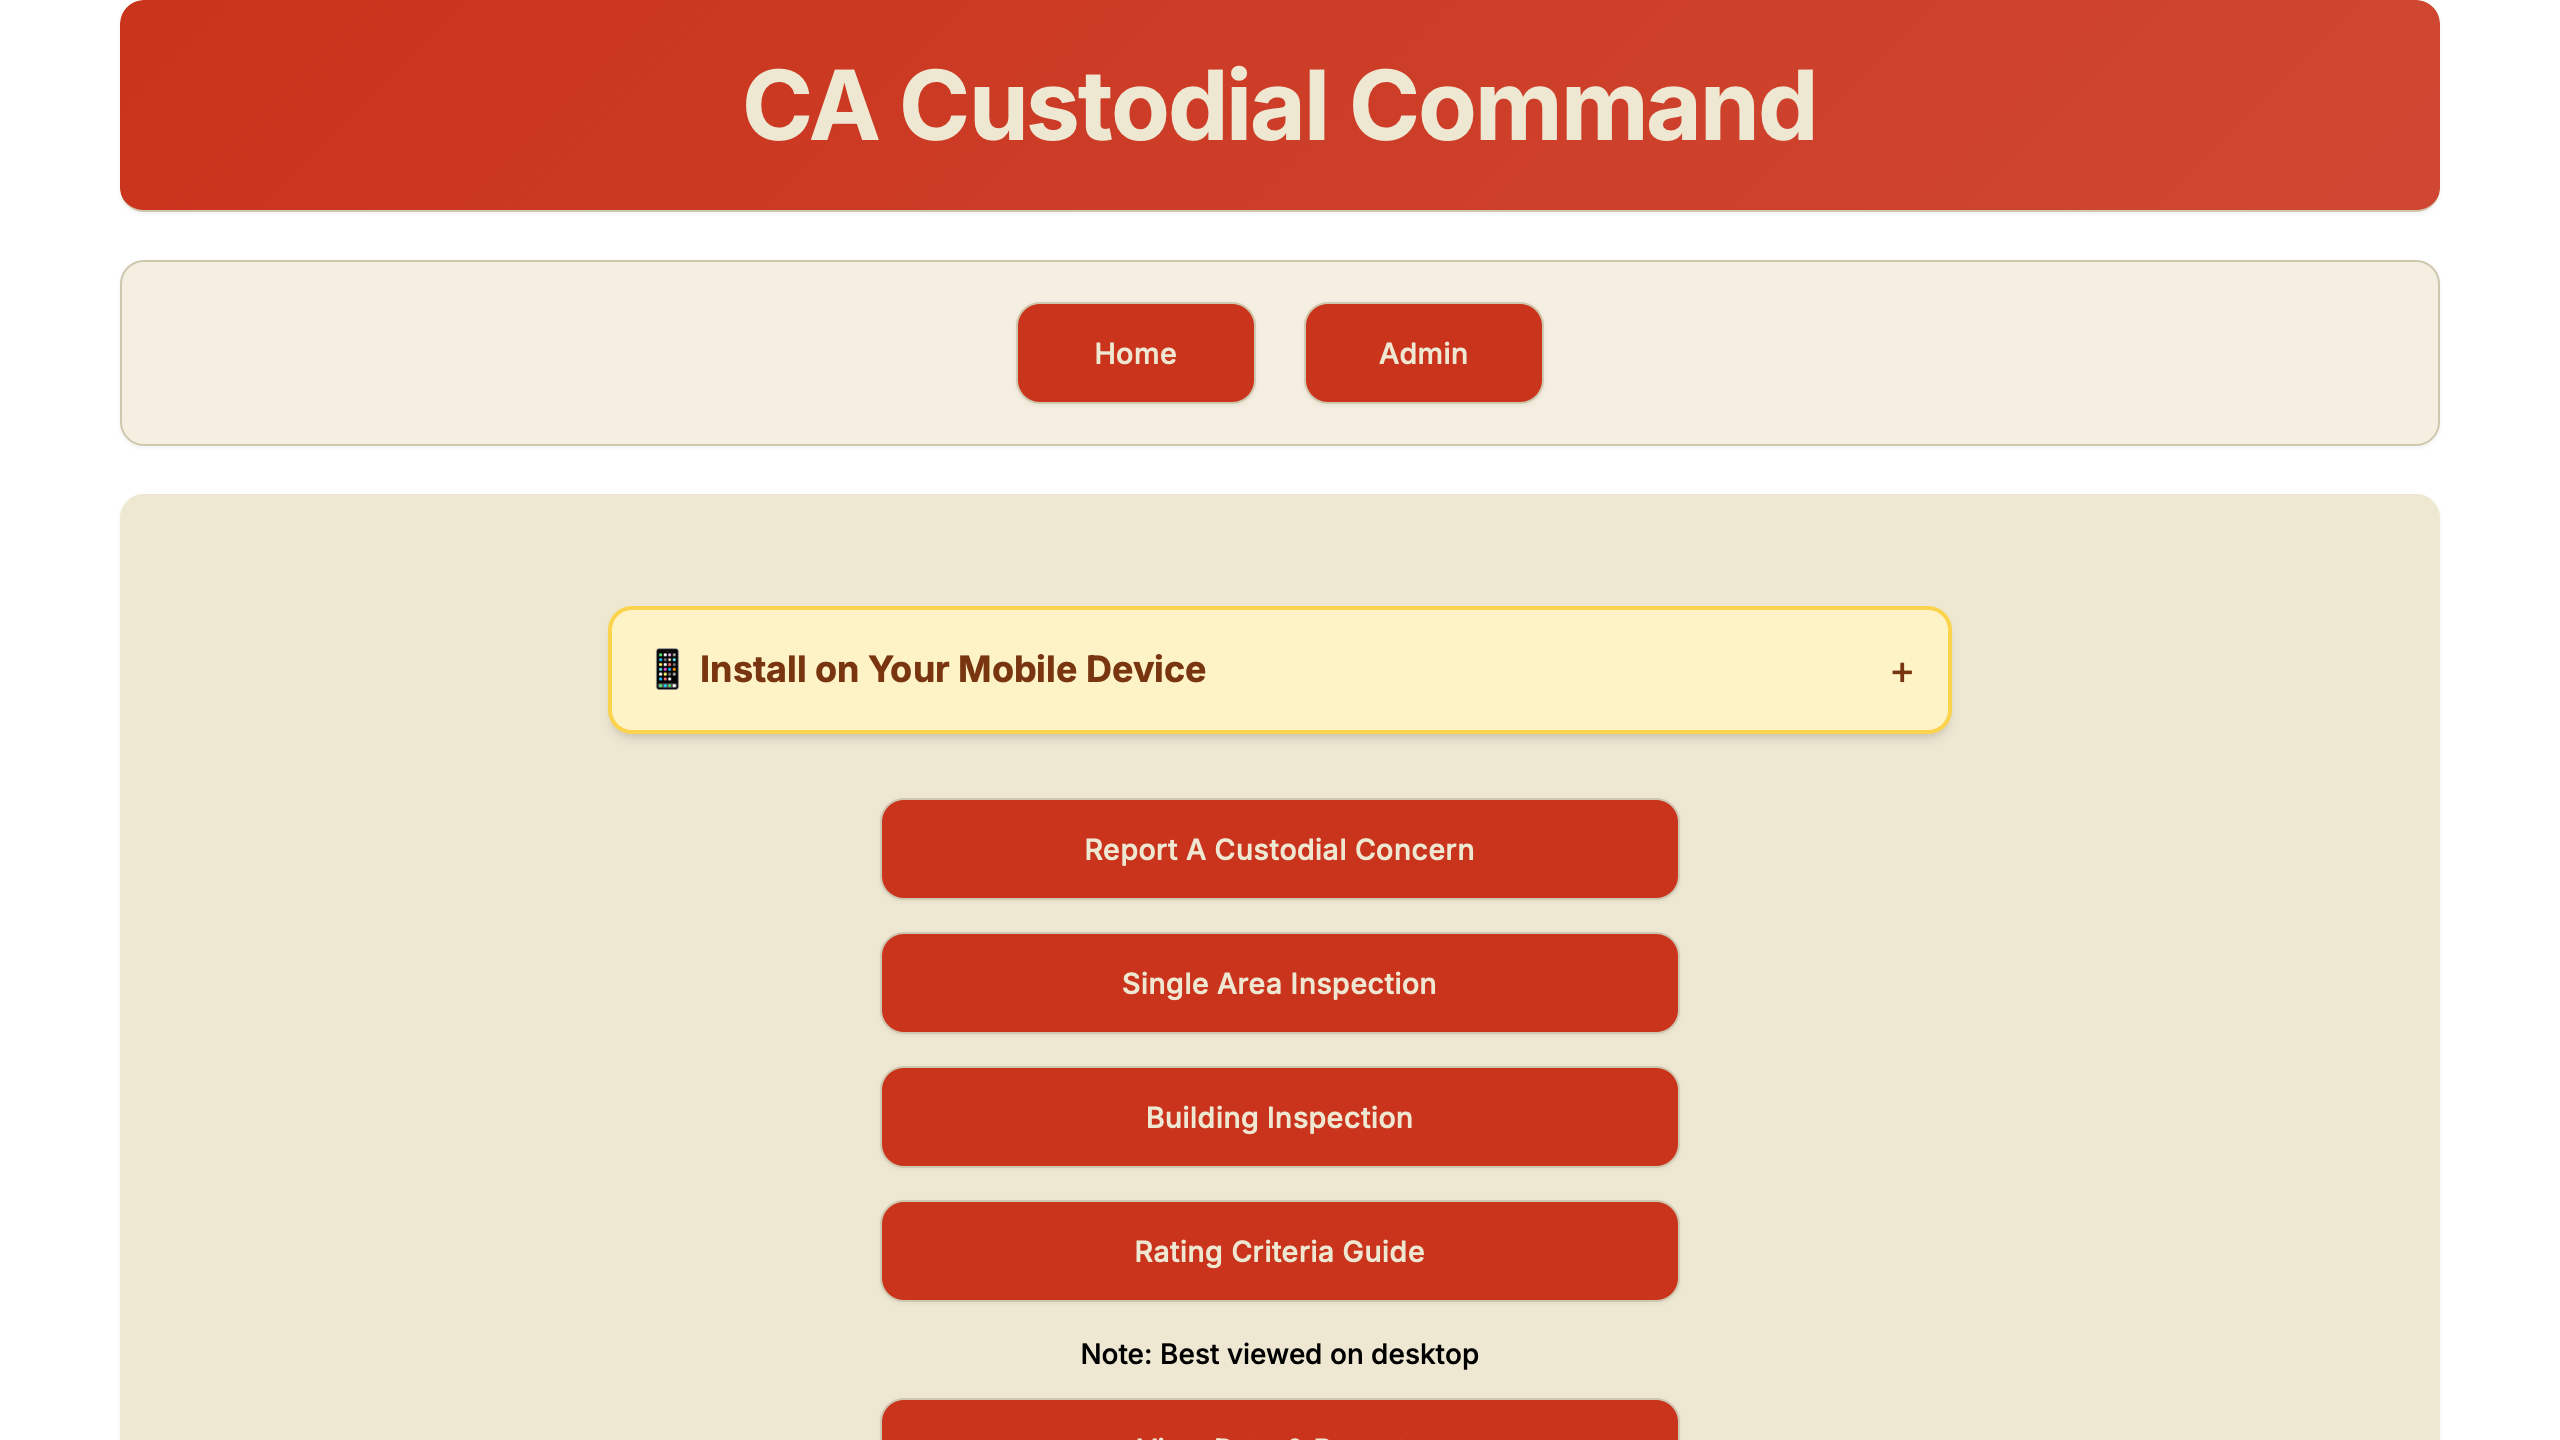 CA Custodial Command
Home
Admin
📱 Install on Your Mobile Device +
Report A Custodial Concern
Single Area Inspection
Building Inspection
Rating Criteria Guide
Note: Best viewed on desktop